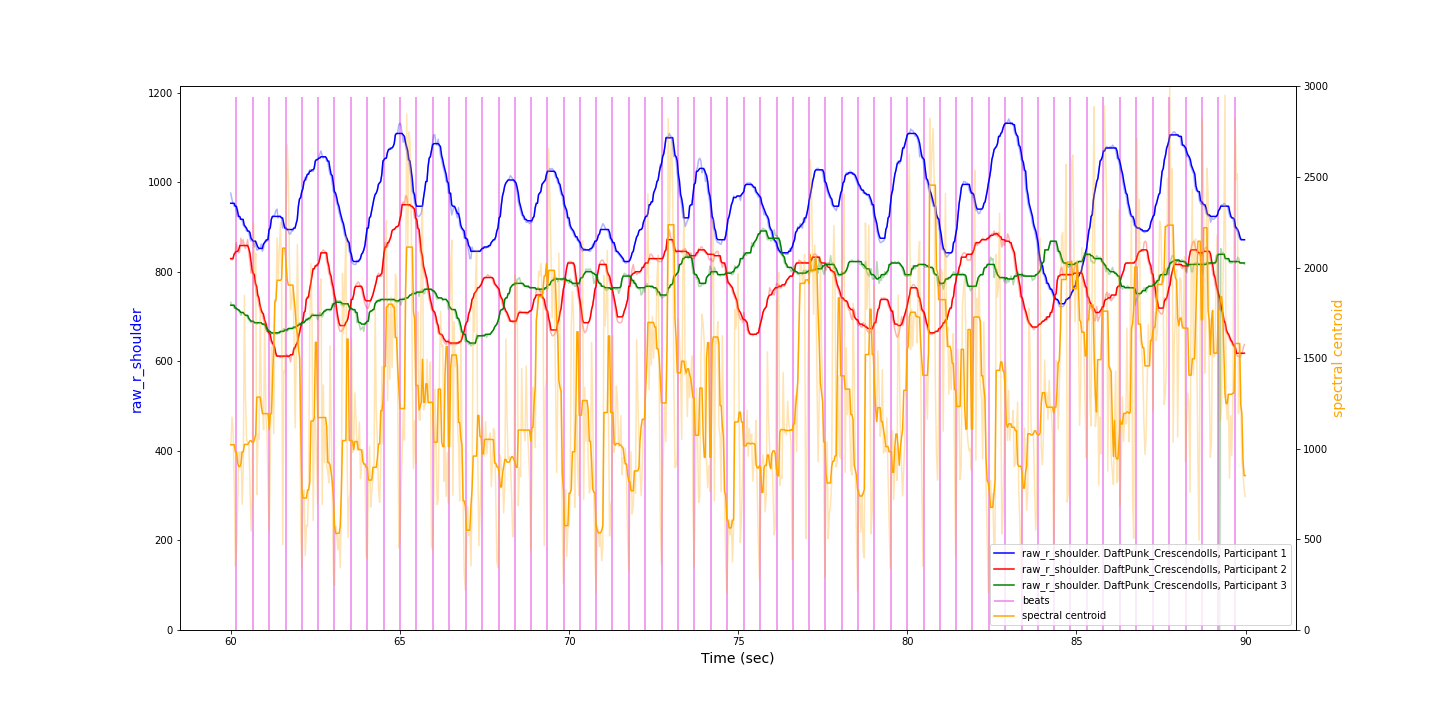 1200
1000
800
600
400
200
0
raw_r_shoulder
3000
2500
2000
1500
1000
500
0
spectral centroid
raw_r_shoulder. DaftPunk_Crescendolls, Participant 1
raw_r_shoulder. DaftPunk_Crescendolls, Participant 2
raw_r_shoulder. DaftPunk_Crescendolls, Participant 3
beats
spectral centroid
60 65 70 75 80 85 90
Time (sec)